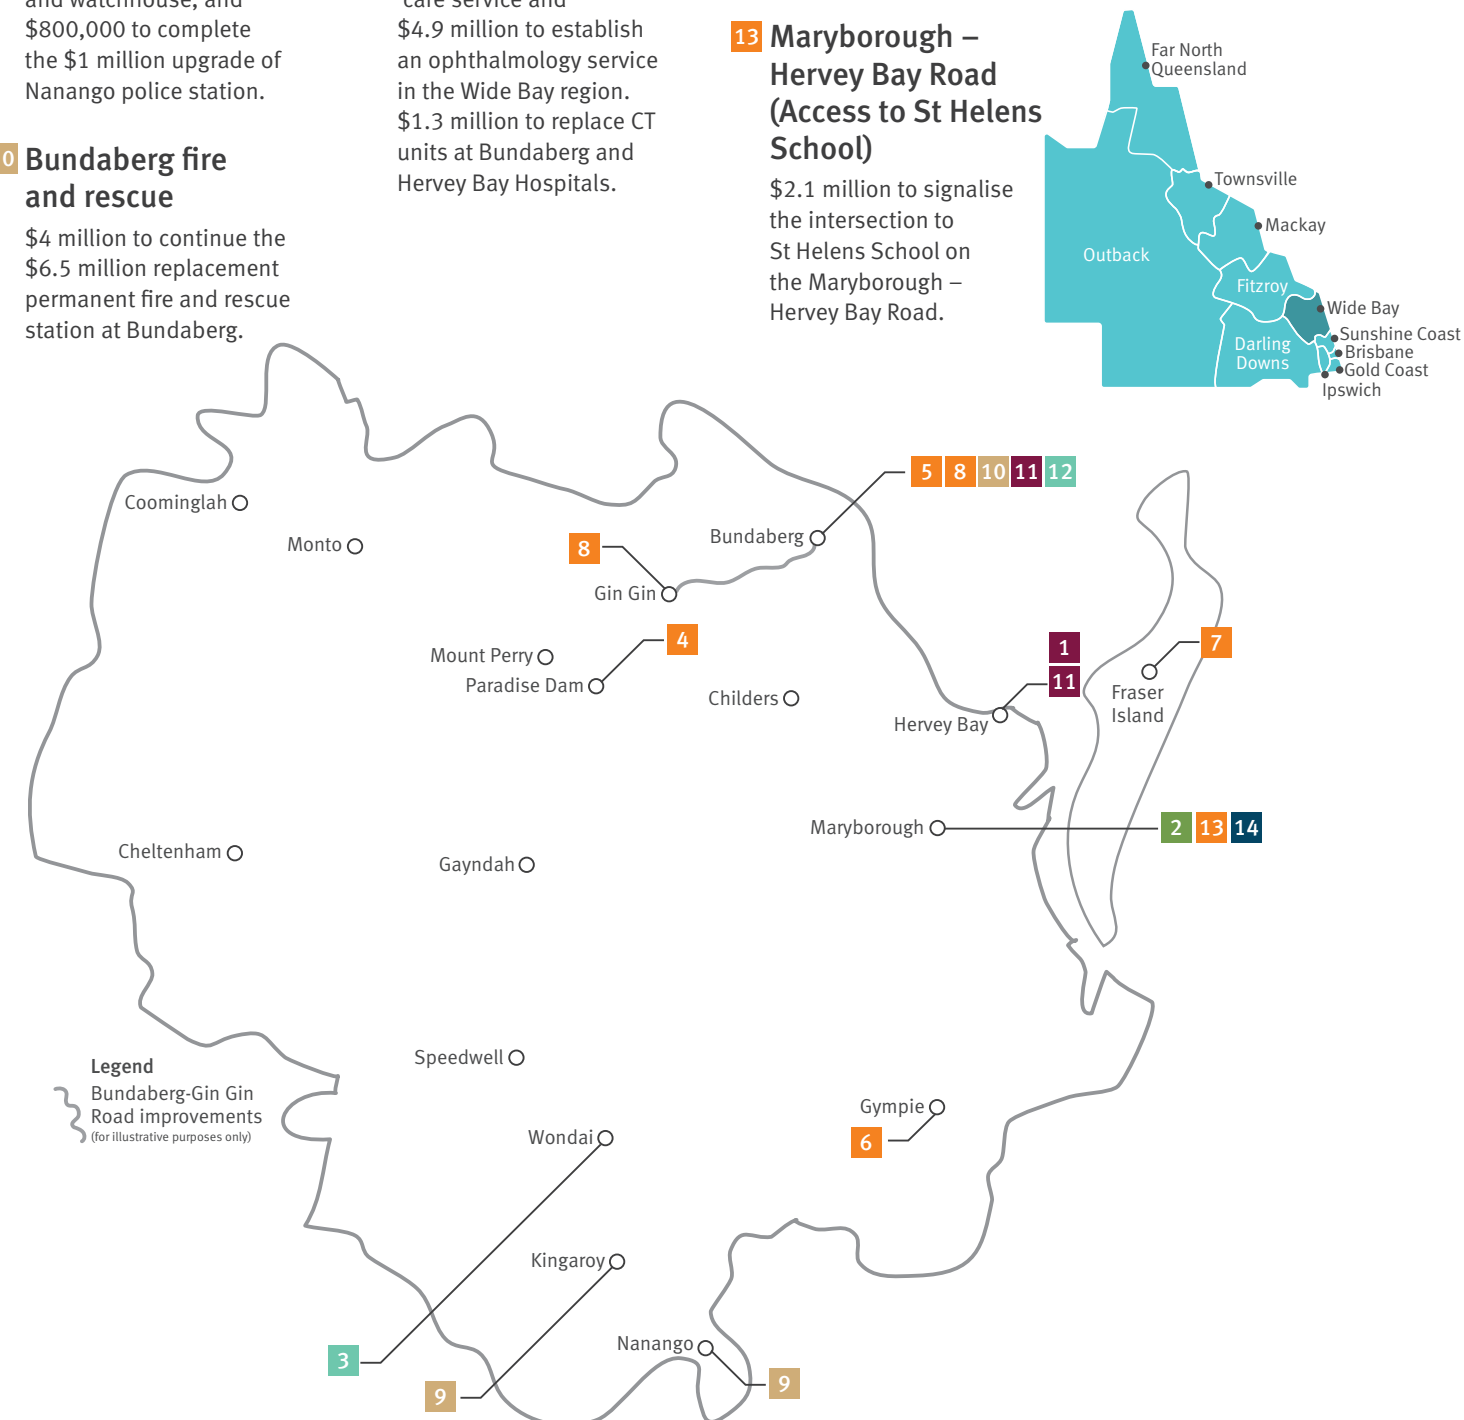 and watchhouse, and
$800,000 to complete
the $1 million upgrade of
Nanango police station.
0 Bundaberg fire
and rescue
$4 million to continue the
$6.5 million replacement
permanent fire and rescue
station at Bundaberg.
care service and
$4.9 million to establish
an ophthalmology service
in the Wide Bay region.
$1.3 million to replace CT
units at Bundaberg and
Hervey Bay Hospitals.
13 Maryborough –
Hervey Bay Road
(Access to St Helens
School)
$2.1 million to signalise
the intersection to
St Helens School on
the Maryborough –
Hervey Bay Road.
Far North
Queensland
Townsville
Mackay
Outback
Fitzroy
Wide Bay
Sunshine Coast
Darling
Downs
Brisbane
Gold Coast
Ipswich
5 8 10 11 12
Coominglah
Monto
Bundaberg
8
Gin Gin
4
1
7
Mount Perry
Paradise Dam
11
Childers
Fraser
Island
Hervey Bay
Maryborough
2 13 14
Cheltenham
Gayndah
Speedwell
Legend
Bundaberg-Gin Gin
Road improvements
(for illustrative purposes only)
Gympie
6
Wondai
Kingaroy
Nanango
3
9
9